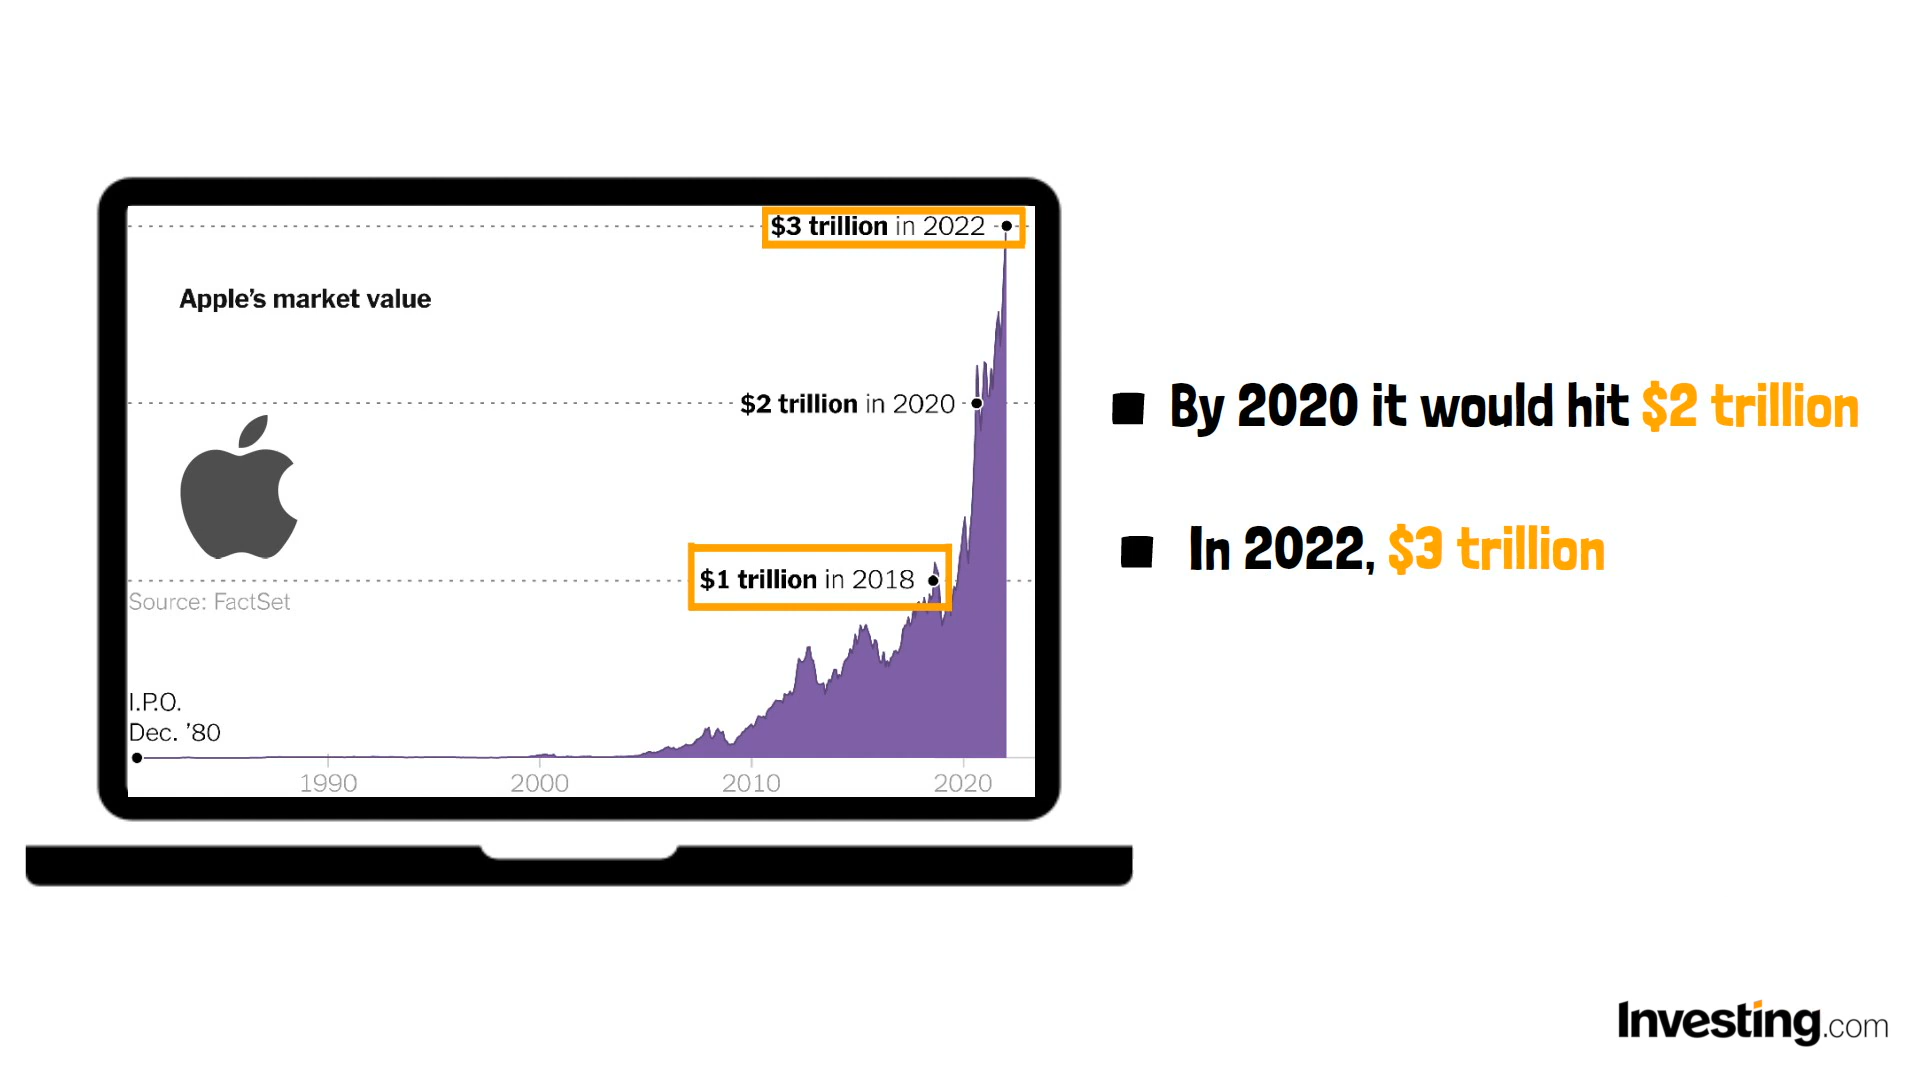 $3 trillion in 2022
Apple's market value
$2 trillion in 2020
$1 trillion in 2018
Source: FactSet
I.P.O.
Dec. '80
1990 2000 2010 2020
■ By 2020 it would hit $2 trillion
■ In 2022, $3 trillion
Investing.com